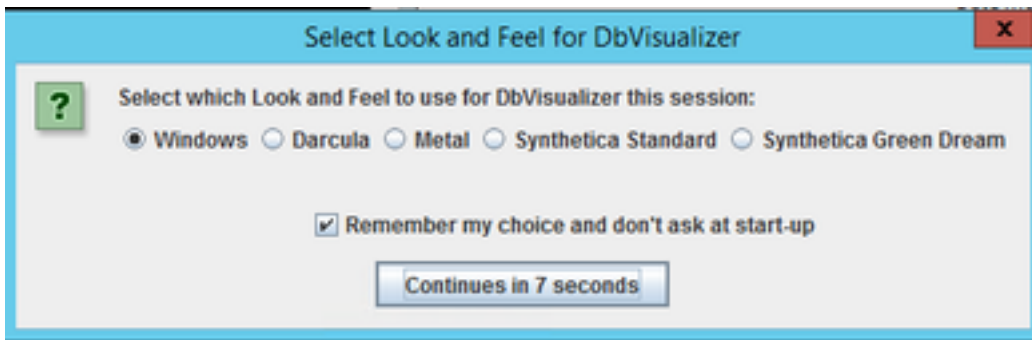 Select Look and Feel for DbVisualizer
x
?
Select which Look and Feel to use for DbVisualizer this session:
Windows Darcula Metal Synthetica Standard Synthetica Green Dream
Remember my choice and don't ask at start-up
Continues in 7 seconds